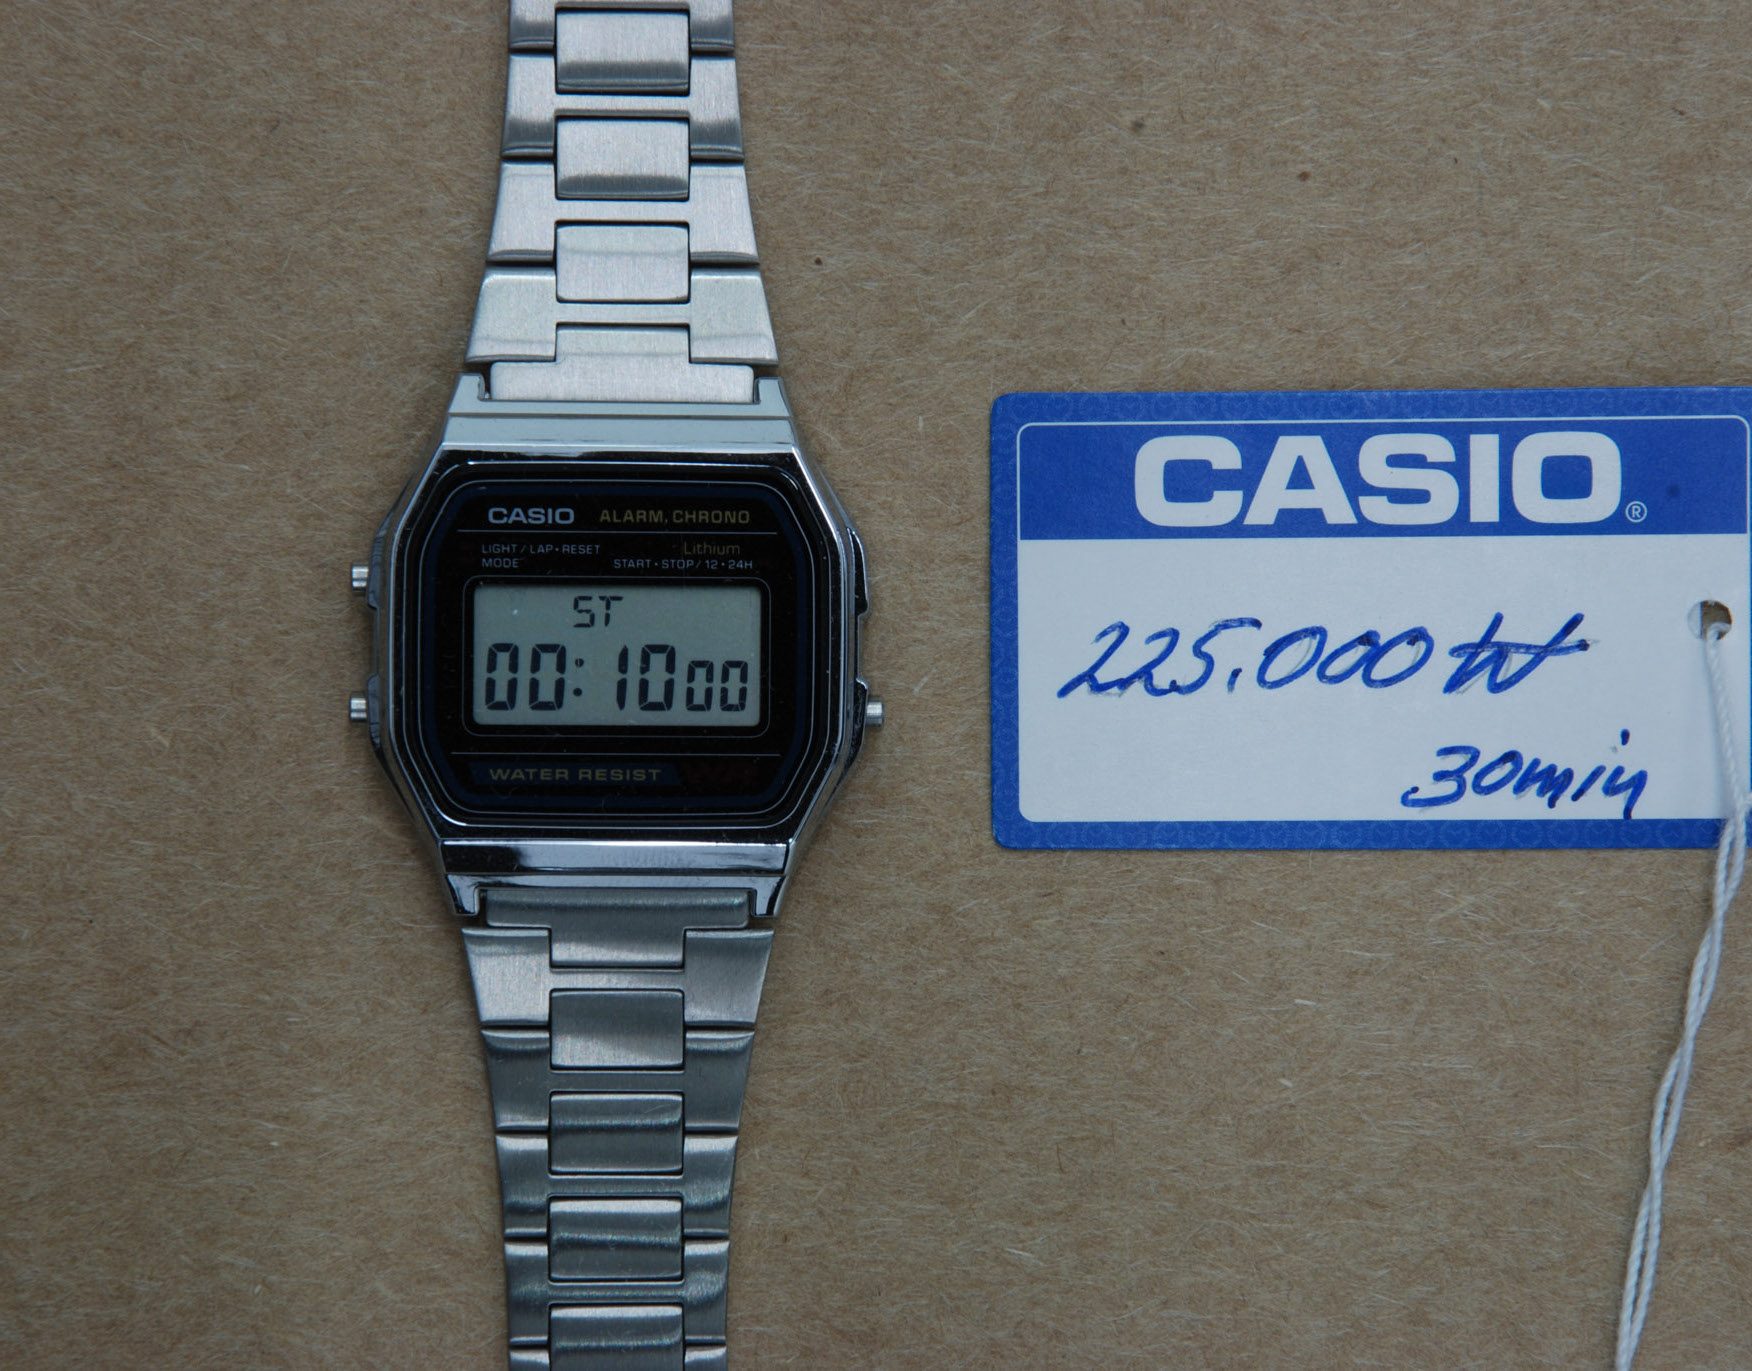 CASIO ALARM CHRONO
LIGHT / LAP • RESET Lithium
MODE START • STOP / 12 • 24H
ST
00:10 00
WATER RESIST
CASIO®
225.000 ₩
30min